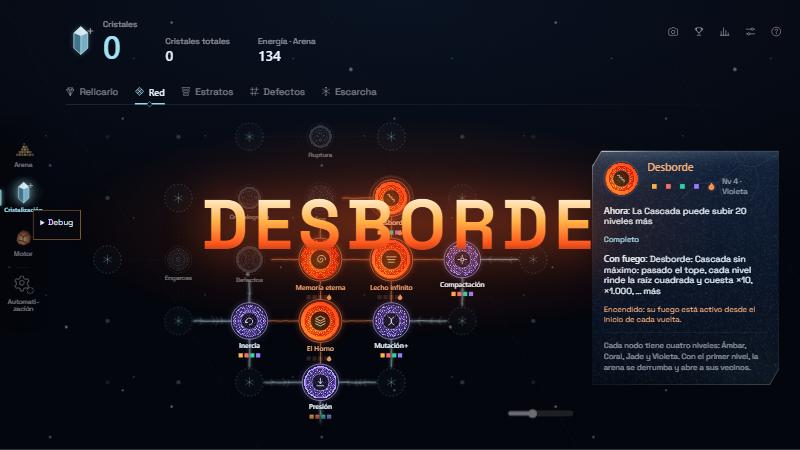 Cristales
0
Cristales totales
0
Energía · Arena
134
Relicario
Red
Estratos
Defectos
Escarcha
Arena
Cristalización
Debug
Motor
Automati-
zación
Ruptura
DESBORDE
Engarces
Defectos
Memoria eterna
Lecho infinito
Compactación
Inercia
El Horno
Mutación+
Presión
Desborde
Nv 4 ·
Violeta
Ahora: La Cascada puede subir 20
niveles más
Completo
Con fuego: Desborde: Cascada sin
máximo: pasado el tope, cada nivel
rinde la raíz cuadrada y cuesta ×10,
×1.000, … más
Encendido: su fuego está activo desde el
inicio de cada vuelta.
Cada nodo tiene cuatro niveles: Ámbar,
Coral, Jade y Violeta. Con el primer nivel, la
arena se derrumba y abre a sus vecinos.